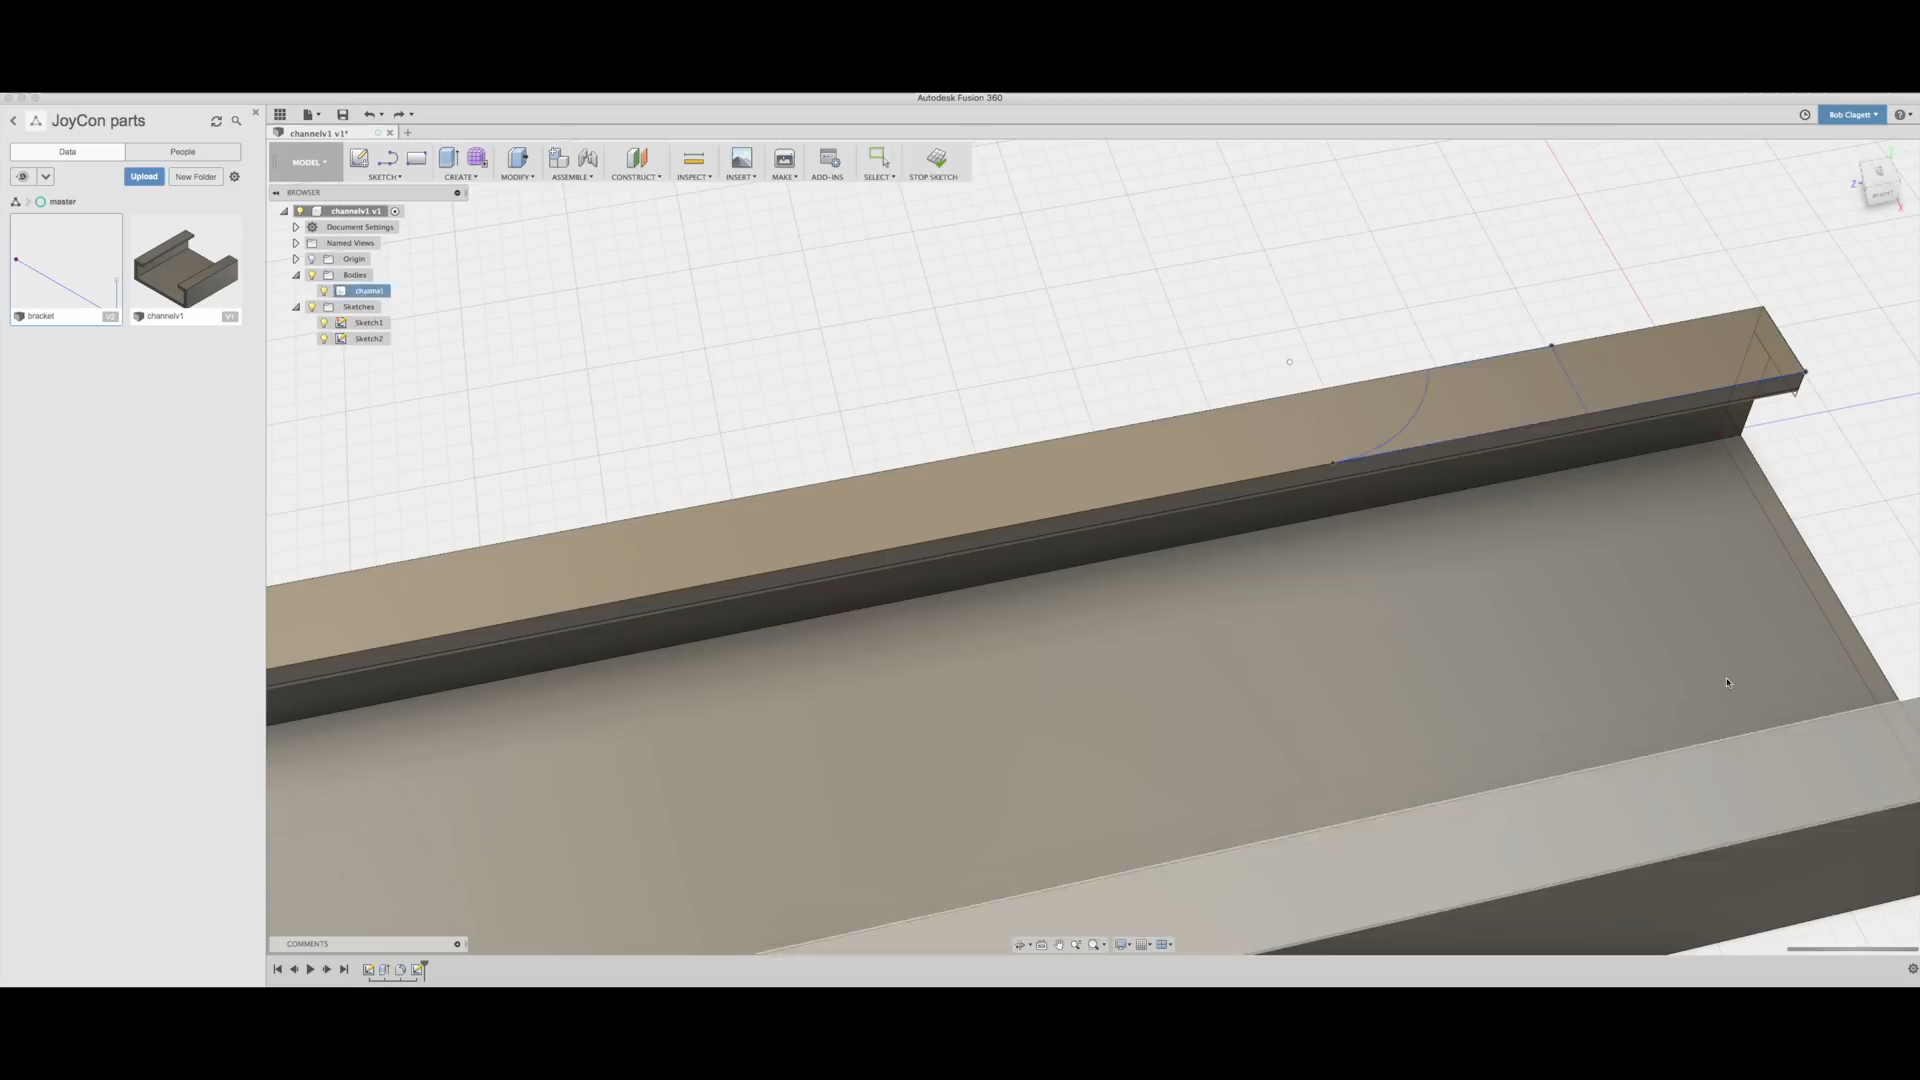 Autodesk Fusion 360
JoyCon parts
Bob Clagett
channelv1 v1*
Data
People
MODEL
SKETCH
CREATE
MODIFY
ASSEMBLE
CONSTRUCT
INSPECT
INSERT
MAKE
ADD-INS
SELECT
STOP SKETCH
Upload
New Folder
BROWSER
master
channelv1 v1
Document Settings
Named Views
Origin
Bodies
channel
Sketches
Sketch1
Sketch2
bracket
V2
channelv1
V1
Z
RIGHT
X
COMMENTS